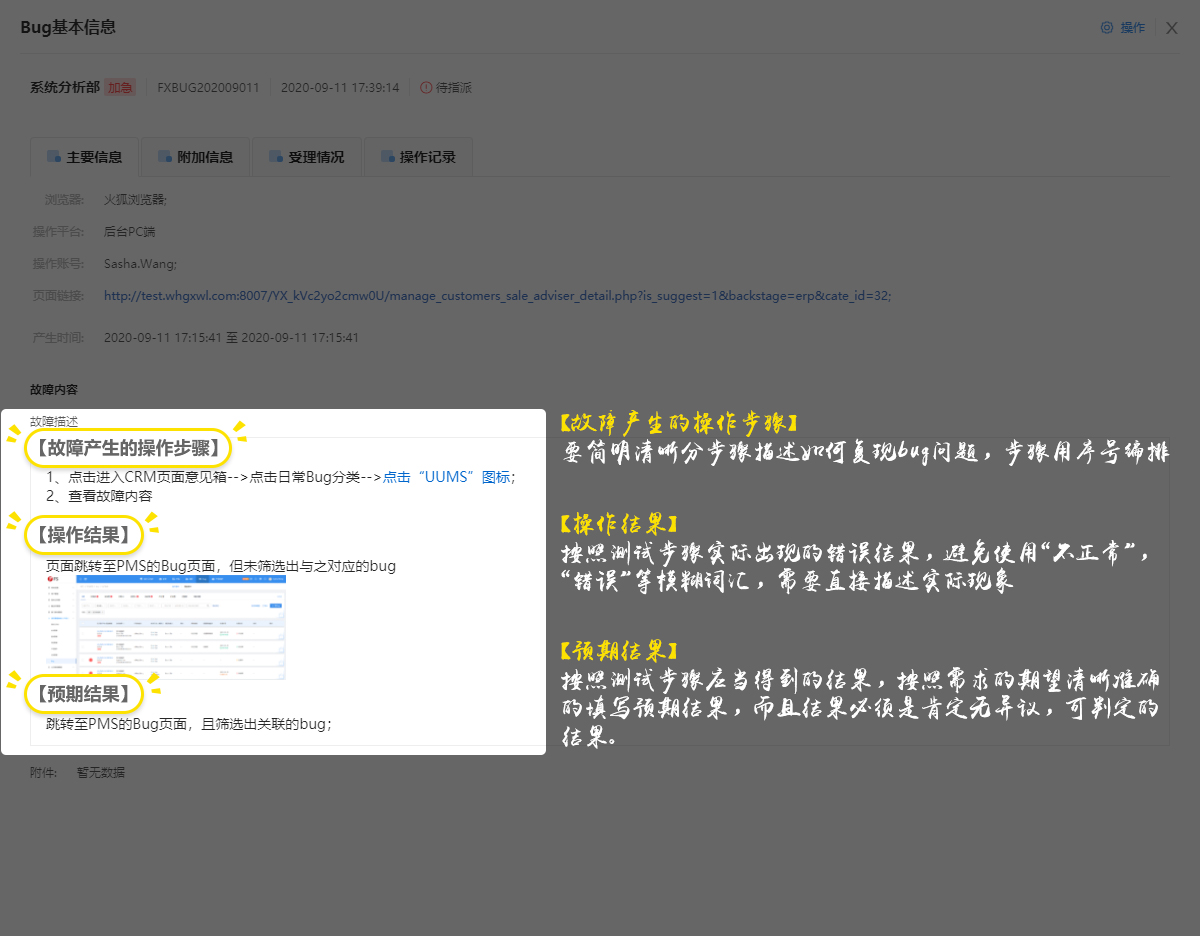 Bug基本信息
操作
系统分析部 加急 FXBUG202009011 2020-09-11 17:39:14 待指派
主要信息 附加信息 受理情况 操作记录
浏览器: 火狐浏览器;
操作平台: 后台PC端
操作账号: Sasha.Wang;
页面链接: http://test.whgxwl.com:8007/YX_kVc2yo2cmw0U/manage_customers_sale_adviser_detail.php?is_suggest=1&backstage=erp&cate_id=32;
产生时间: 2020-09-11 17:15:41 至 2020-09-11 17:15:41
故障内容
故障描述
【故障产生的操作步骤】
1、点击进入CRM页面意见箱-->点击日常Bug分类-->点击“UUMS”图标;
2、查看故障内容
【操作结果】
页面跳转至PMS的Bug页面，但未筛选出与之对应的bug
【预期结果】
跳转至PMS的Bug页面，且筛选出关联的bug；
【故障产生的操作步骤】
要简明清晰分步骤描述如何复现bug问题，步骤用序号编排
【操作结果】
按照测试步骤实际出现的错误结果，避免使用“不正常”，
“错误”等模糊词汇，需要直接描述实际现象
【预期结果】
按照测试步骤应当得到的结果，按照需求的期望清晰准确
的填写预期结果，而且结果必须是肯定无异议，可判定的
结果。
附件: 暂无数据